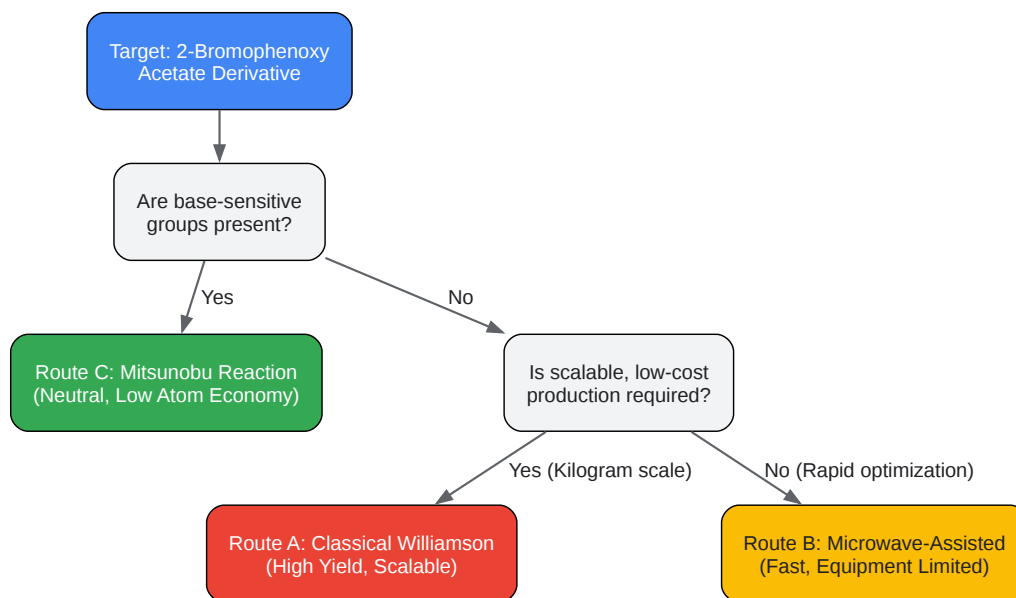 Target: 2-Bromophenoxy
Acetate Derivative
Are base-sensitive
groups present?
Yes
No
Route C: Mitsunobu Reaction
(Neutral, Low Atom Economy)
Is scalable, low-cost
production required?
Yes (Kilogram scale)
No (Rapid optimization)
Route A: Classical Williamson
(High Yield, Scalable)
Route B: Microwave-Assisted
(Fast, Equipment Limited)